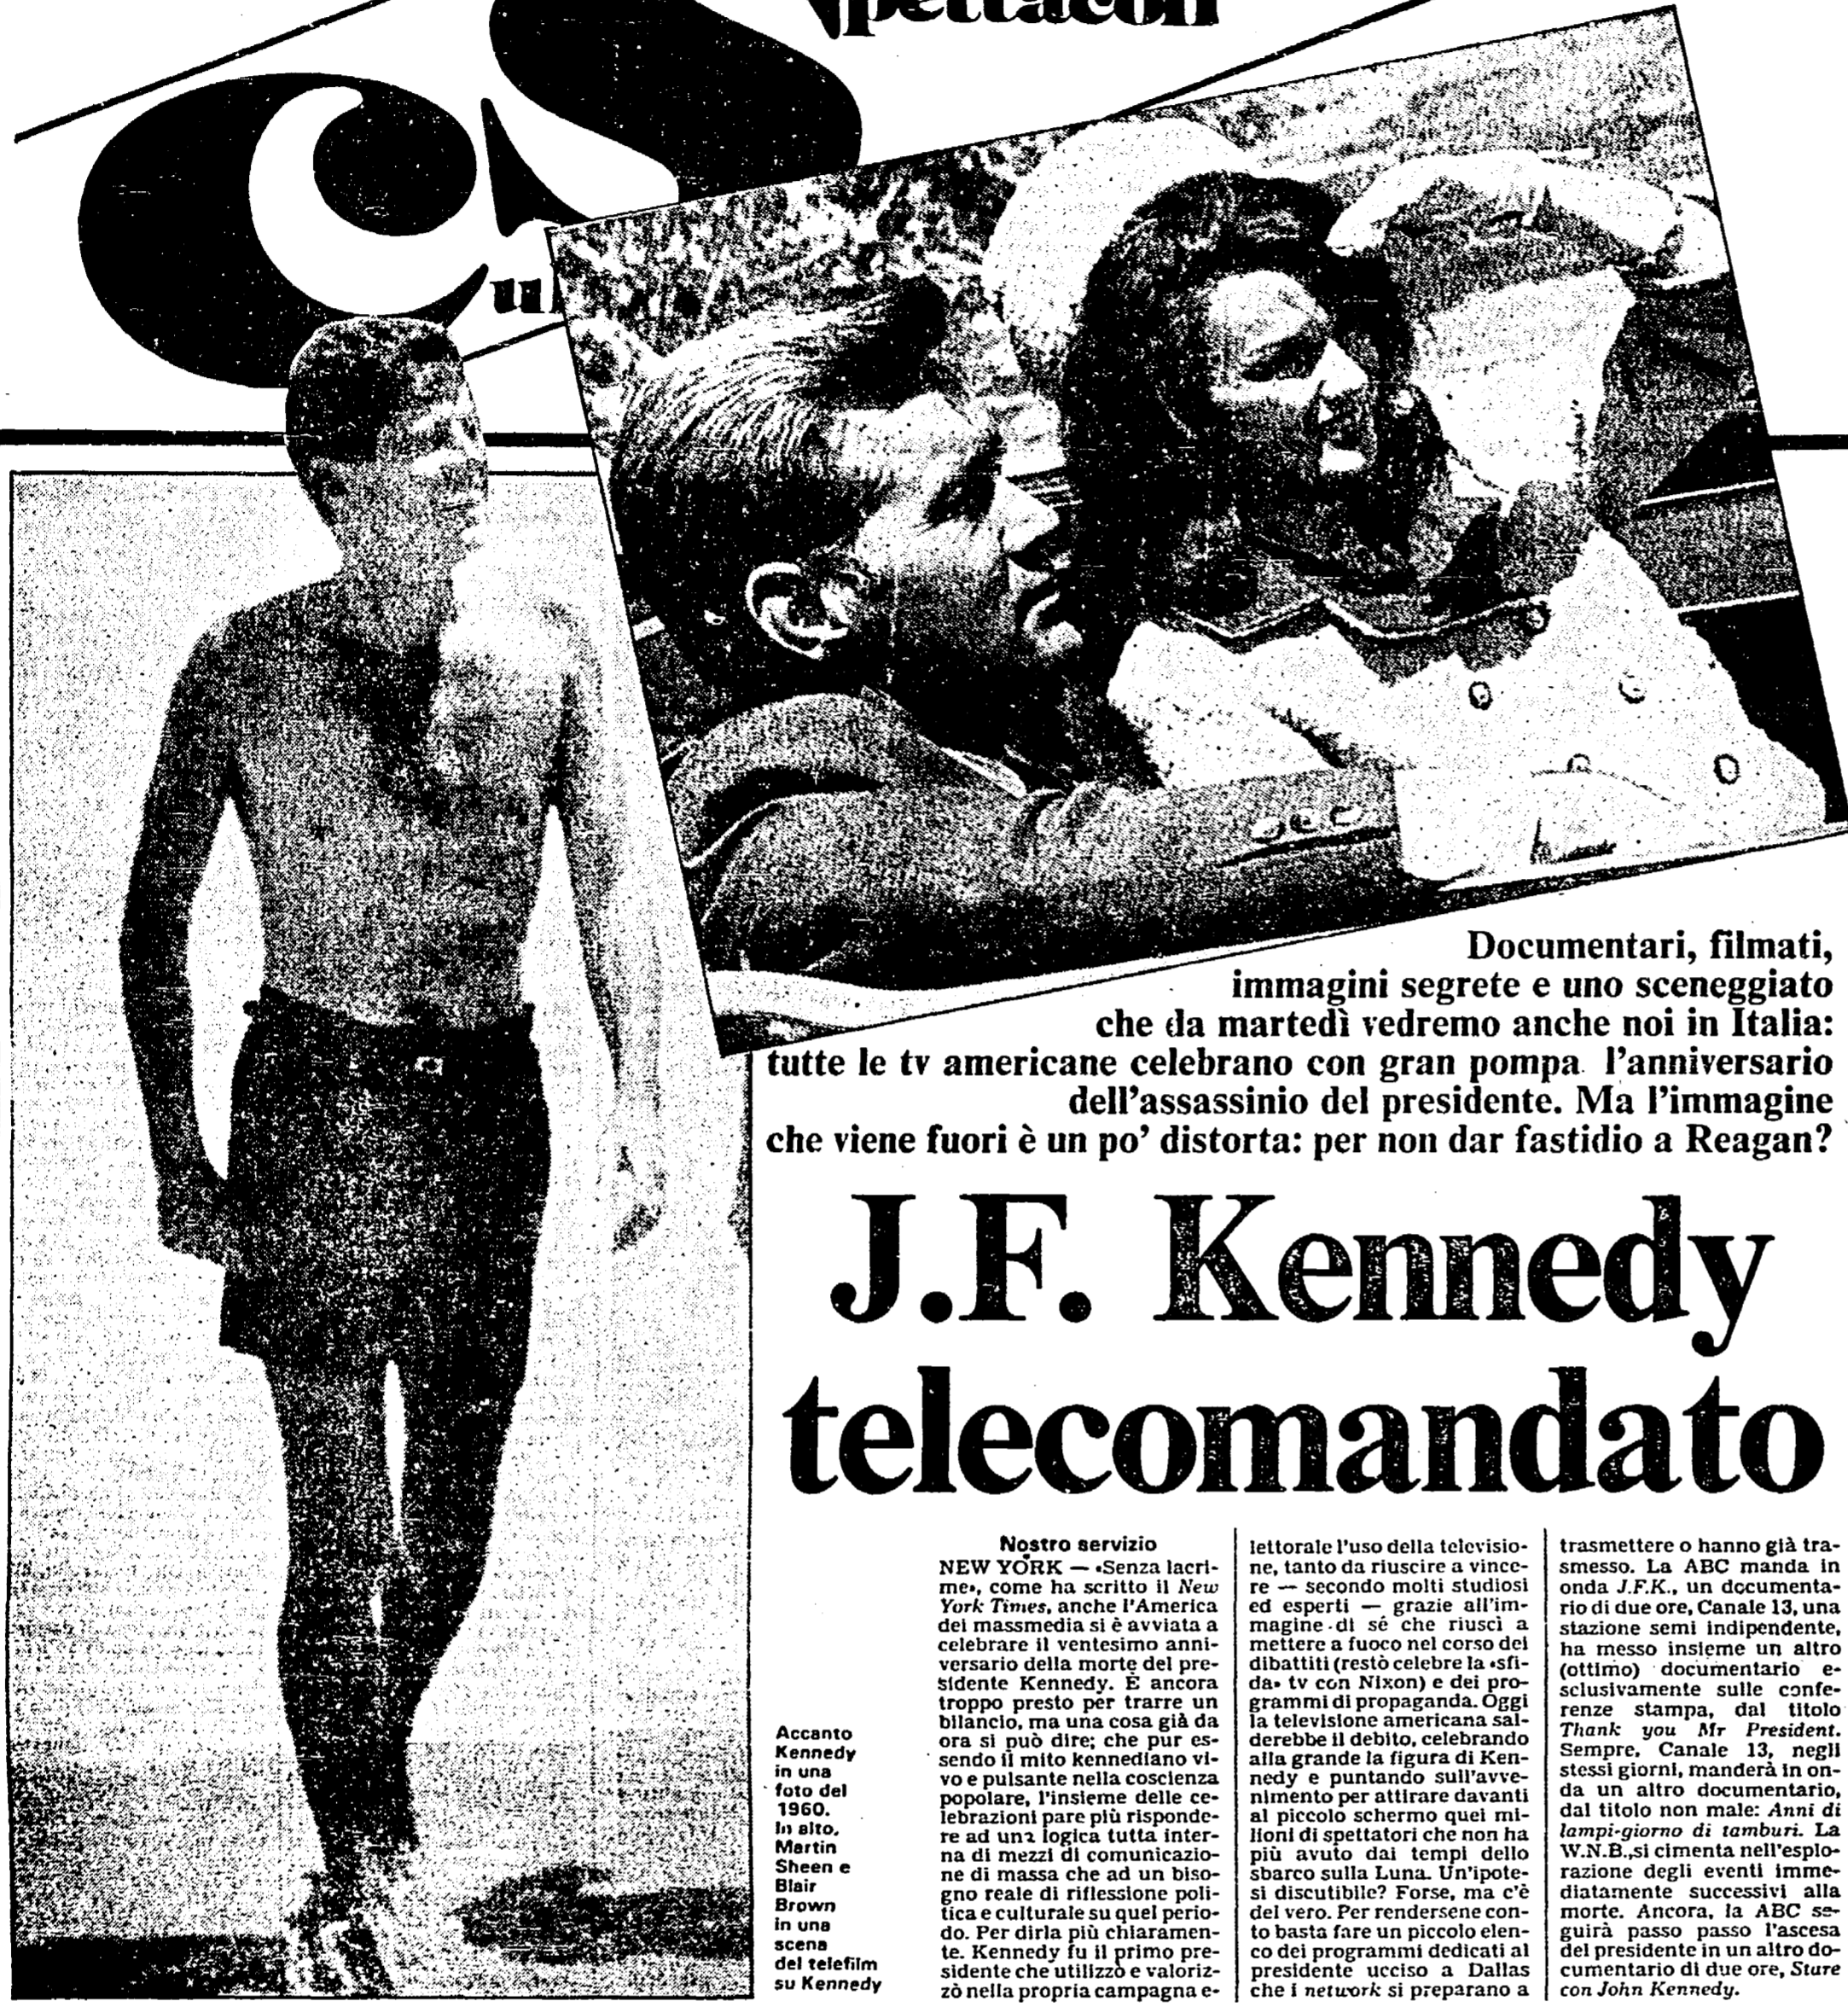 Documentari, filmati,
immagini segrete e uno sceneggiato
che da martedì vedremo anche noi in Italia:
tutte le tv americane celebrano con gran pompa l'anniversario
dell'assassinio del presidente. Ma l'immagine
che viene fuori è un po' distorta: per non dar fastidio a Reagan?
J.F. Kennedy
telecomandato
Accanto
Kennedy
in una
foto del
1960.
In alto,
Martin
Sheen e
Blair
Brown
in una
scena
del telefilm
su Kennedy
Nostro servizio
NEW YORK — «Senza lacri-
me», come ha scritto il New
York Times, anche l'America
dei massmedia si è avviata a
celebrare il ventesimo anni-
versario della morte del pre-
sidente Kennedy. È ancora
troppo presto per trarre un
bilancio, ma una cosa già da
ora si può dire; che pur es-
sendo il mito kennediano vi-
vo e pulsante nella coscienza
popolare, l'insieme delle ce-
lebrazioni pare più risponde-
re ad una logica tutta inter-
na di mezzi di comunicazio-
ne di massa che ad un biso-
gno reale di riflessione poli-
tica e culturale su quel perio-
do. Per dirla più chiaramen-
te. Kennedy fu il primo pre-
sidente che utilizzò e valoriz-
zò nella propria campagna e-
lettorale l'uso della televisio-
ne, tanto da riuscire a vince-
re — secondo molti studiosi
ed esperti — grazie all'im-
magine di sé che riuscì a
mettere a fuoco nel corso dei
dibattiti (restò celebre la «sfi-
da» tv con Nixon) e dei pro-
grammi di propaganda. Oggi
la televisione americana sal-
derebbe il debito, celebrando
alla grande la figura di Ken-
nedy e puntando sull'avve-
nimento per attirare davanti
al piccolo schermo quei mi-
lioni di spettatori che non ha
più avuto dai tempi dello
sbarco sulla Luna. Un'ipote-
si discutibile? Forse, ma c'è
del vero. Per rendersene con-
to basta fare un piccolo elen-
co dei programmi dedicati al
presidente ucciso a Dallas
che i network si preparano a
trasmettere o hanno già tra-
smesso. La ABC manda in
onda J.F.K., un documenta-
rio di due ore, Canale 13, una
stazione semi indipendente,
ha messo insieme un altro
(ottimo) documentario e-
sclusivamente sulle confe-
renze stampa, dal titolo
Thank you Mr President.
Sempre, Canale 13, negli
stessi giorni, manderà in on-
da un altro documentario,
dal titolo non male: Anni di
lampi-giorno di tamburi. La
W.N.B.,si cimenta nell'esplo-
razione degli eventi imme-
diatamente successivi alla
morte. Ancora, la ABC se-
guirà passo passo l'ascesa
del presidente in un altro do-
cumentario di due ore, Sture
con John Kennedy.